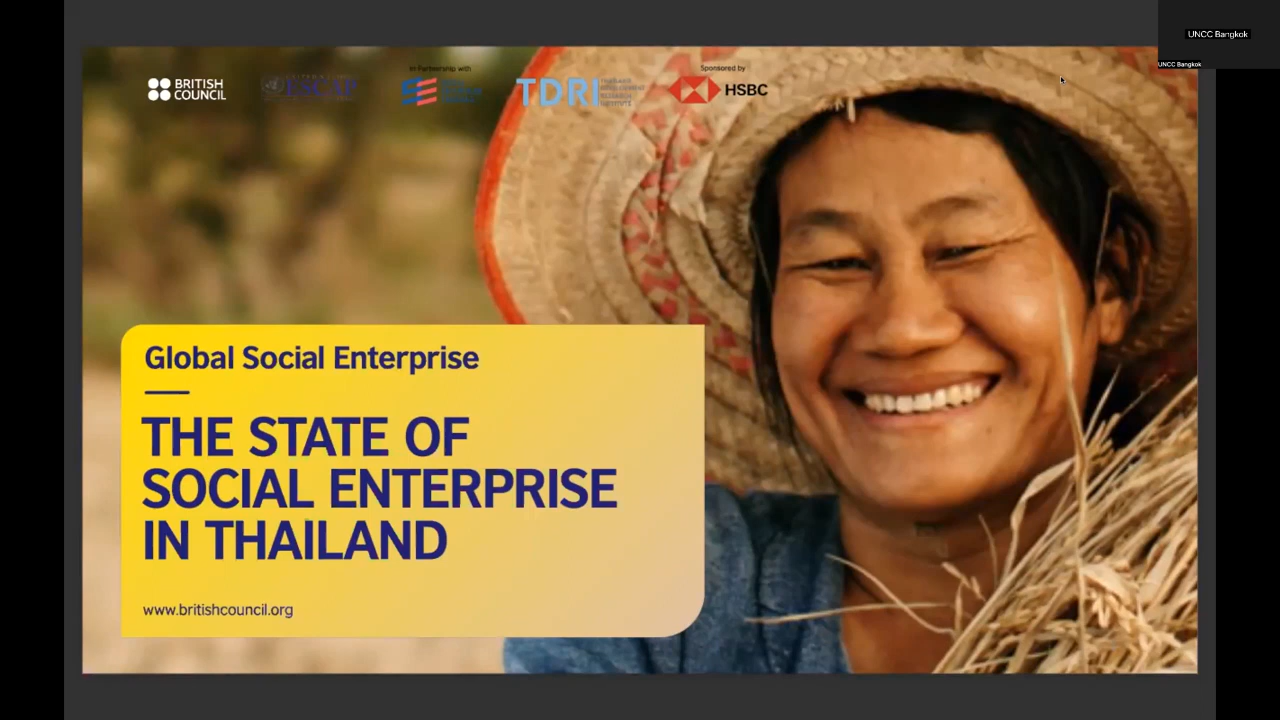 UNCC Bangkok
UNCC Bangkok
In Partnership with
Sponsored by
BRITISH
COUNCIL
ESCAP
TDRI
HSBC
Global Social Enterprise
THE STATE OF
SOCIAL ENTERPRISE
IN THAILAND
www.britishcouncil.org